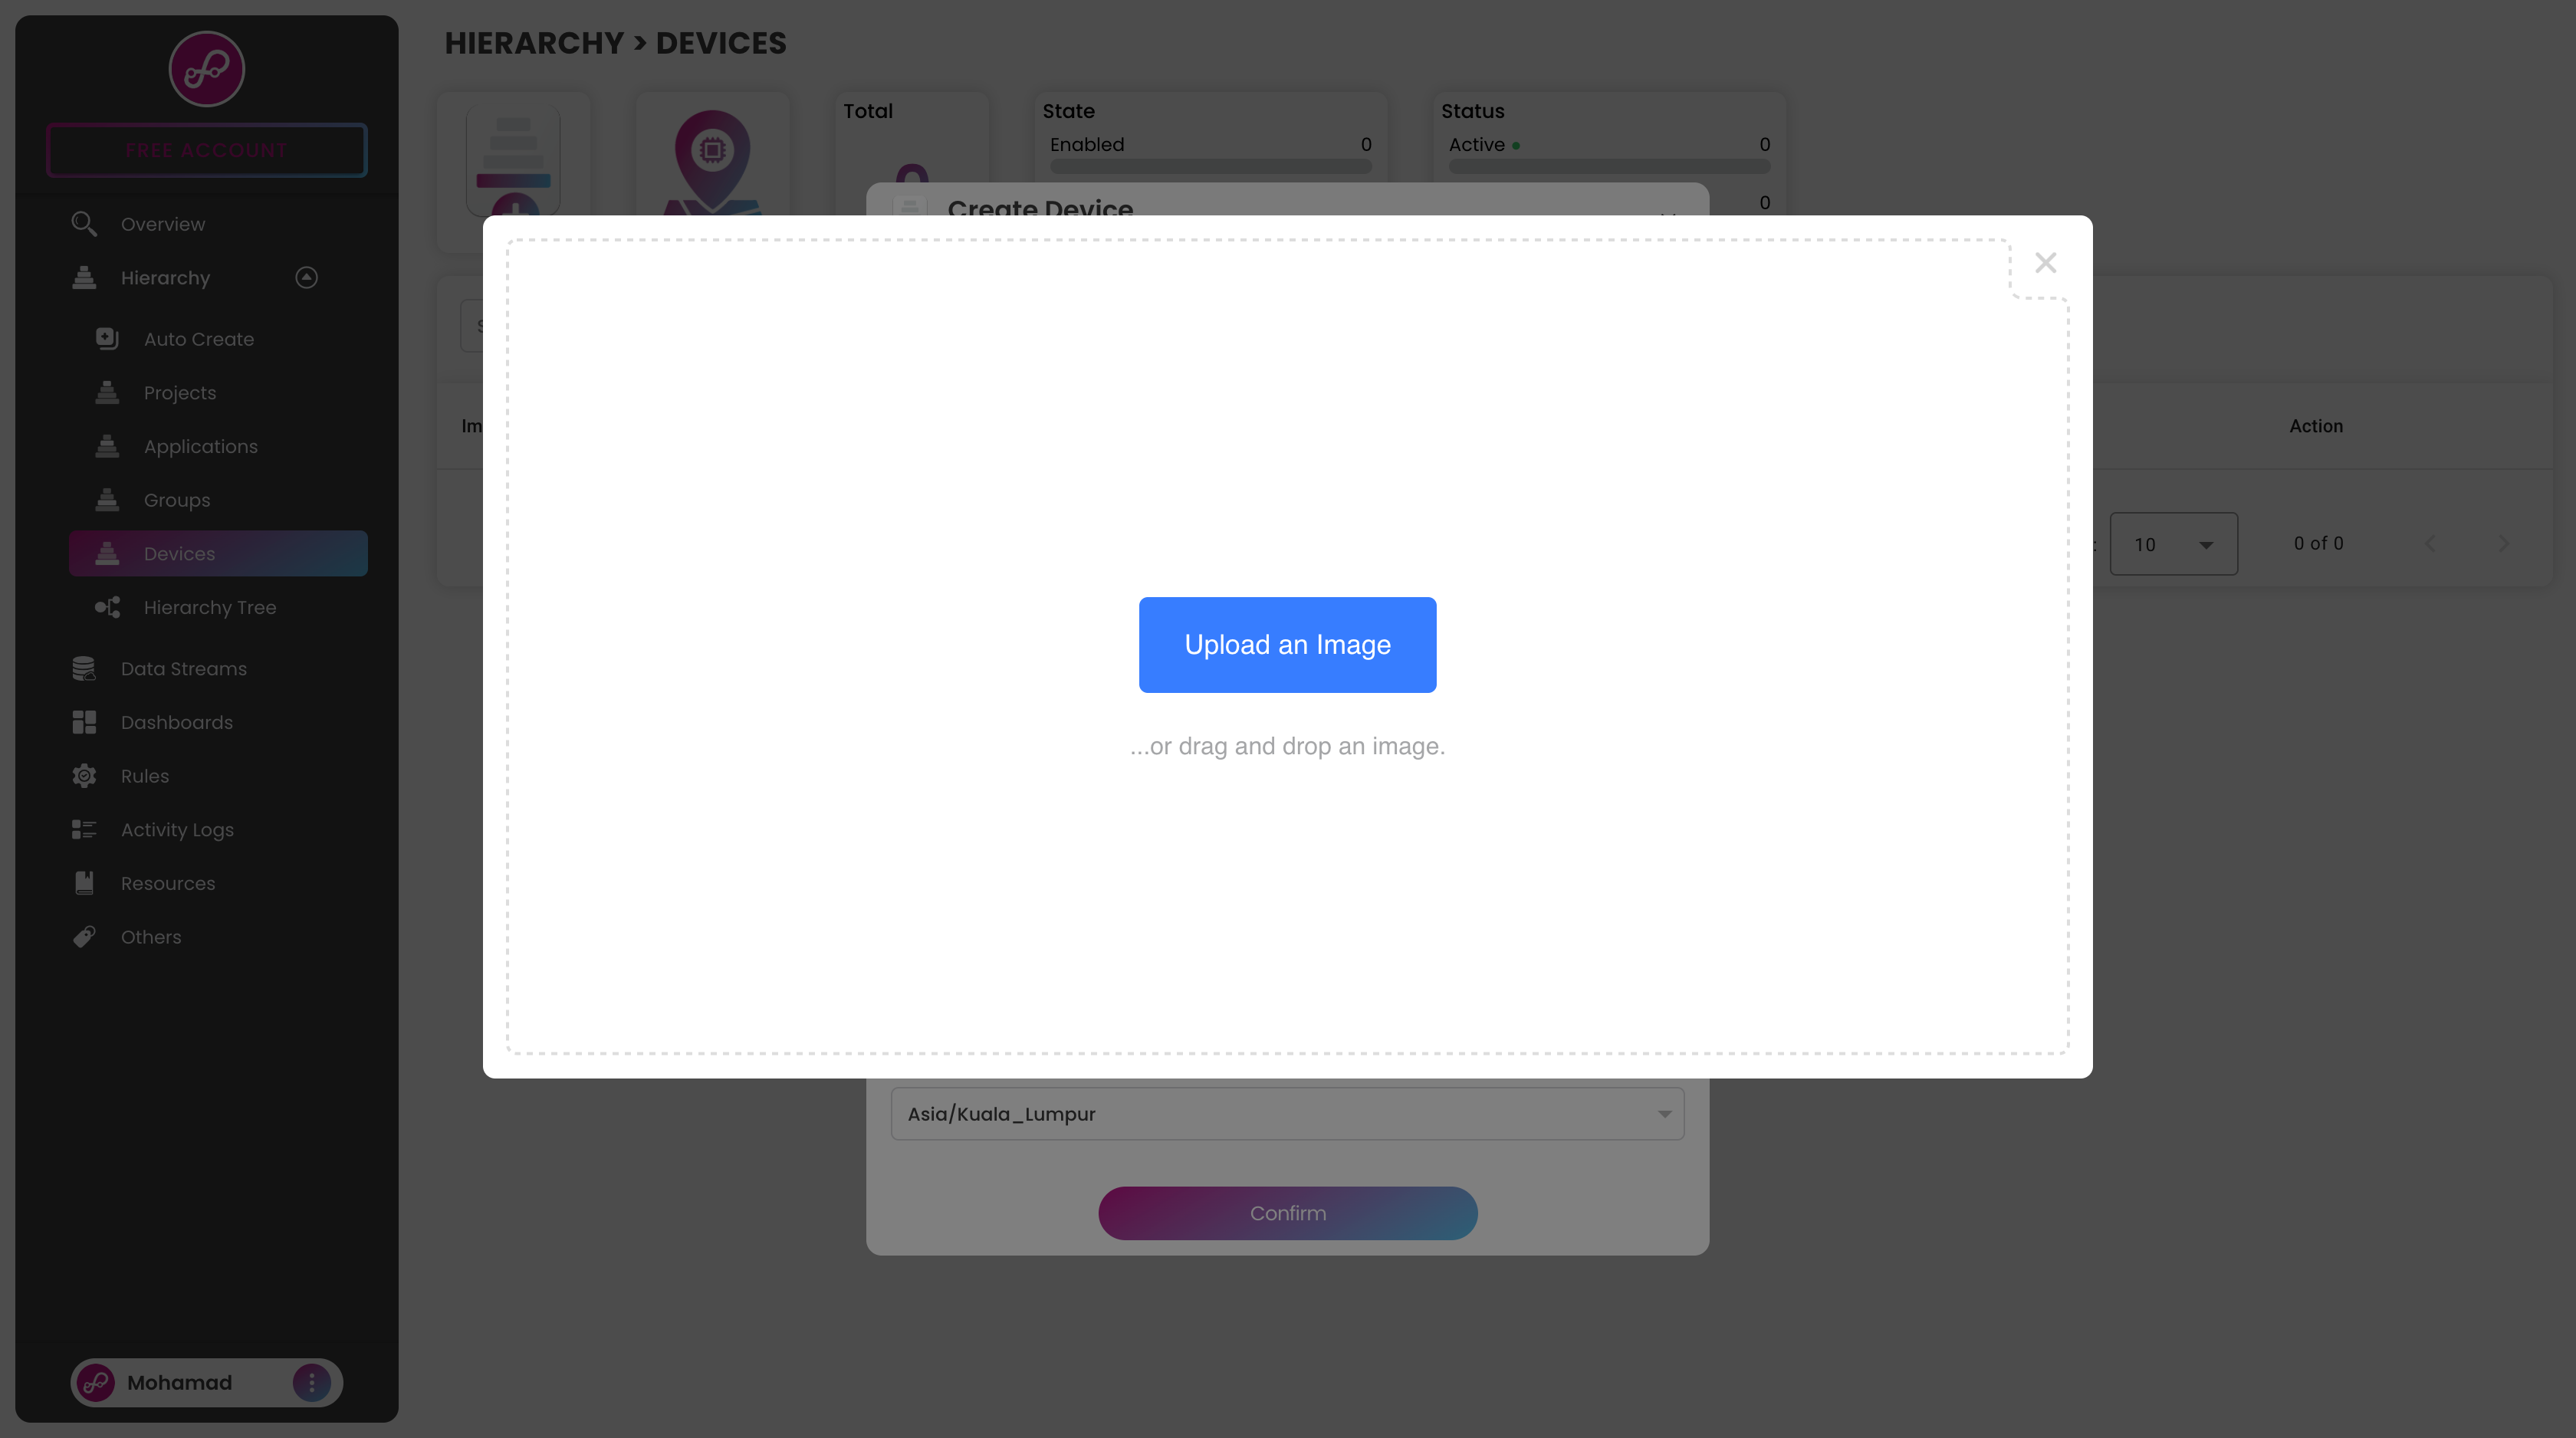 HIERARCHY > DEVICES
FREE ACCOUNT
Overview
Hierarchy
Auto Create
Projects
Applications
Groups
Devices
Hierarchy Tree
Data Streams
Dashboards
Rules
Activity Logs
Resources
Others
Mohamad
Total
State
Enabled 0
Status
Active 0
0
Create Device
Action
10
0 of 0
Upload an Image
...or drag and drop an image.
Asia/Kuala_Lumpur
Confirm